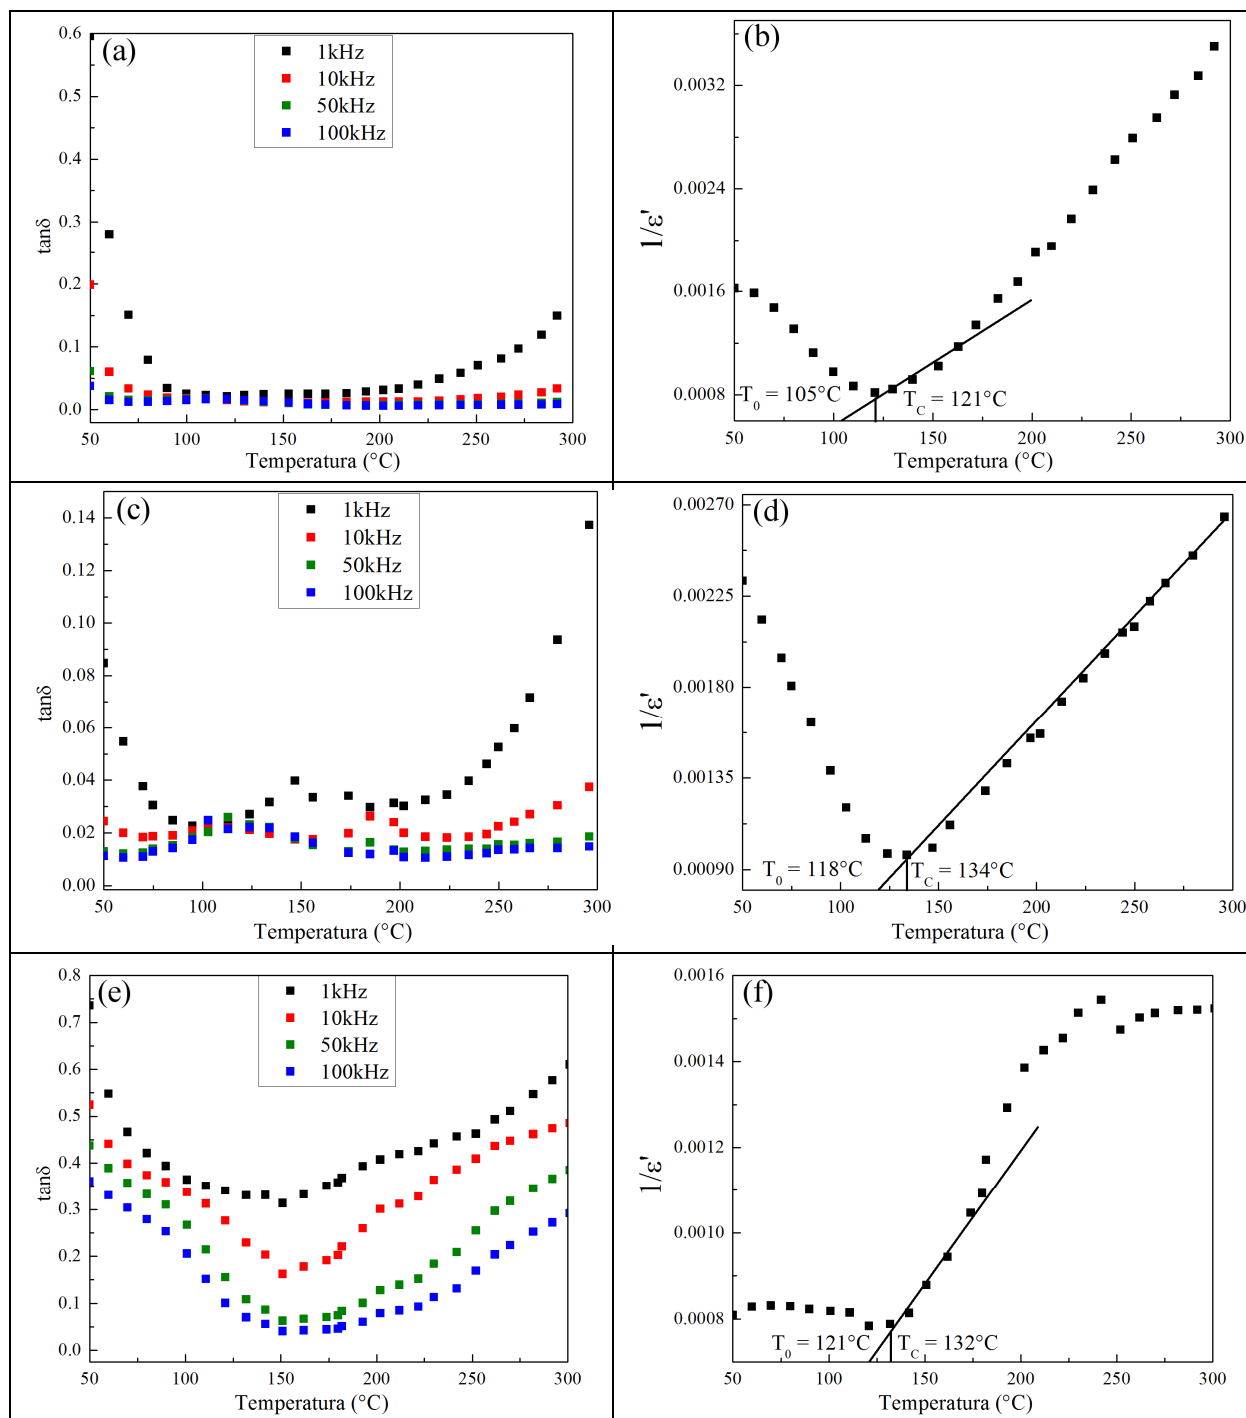 (a)
1kHz
10kHz
50kHz
100kHz
0.6
0.5
0.4
0.3
0.2
0.1
0.0
tanδ
50 100 150 200 250 300
Temperatura (°C)
(b)
0.0032
0.0024
0.0016
0.0008
1/ε'
T0 = 105°C
TC = 121°C
50 100 150 200 250 300
Temperatura (°C)
(c)
1kHz
10kHz
50kHz
100kHz
0.14
0.12
0.10
0.08
0.06
0.04
0.02
0.00
tanδ
50 100 150 200 250 300
Temperatura (°C)
(d)
0.00270
0.00225
0.00180
0.00135
0.00090
1/ε'
T0 = 118°C
TC = 134°C
50 100 150 200 250 300
Temperatura (°C)
(e)
1kHz
10kHz
50kHz
100kHz
0.8
0.7
0.6
0.5
0.4
0.3
0.2
0.1
0.0
tanδ
50 100 150 200 250 300
Temperatura (°C)
(f)
0.0016
0.0014
0.0012
0.0010
0.0008
1/ε'
T0 = 121°C
TC = 132°C
50 100 150 200 250 300
Temperatura (°C)